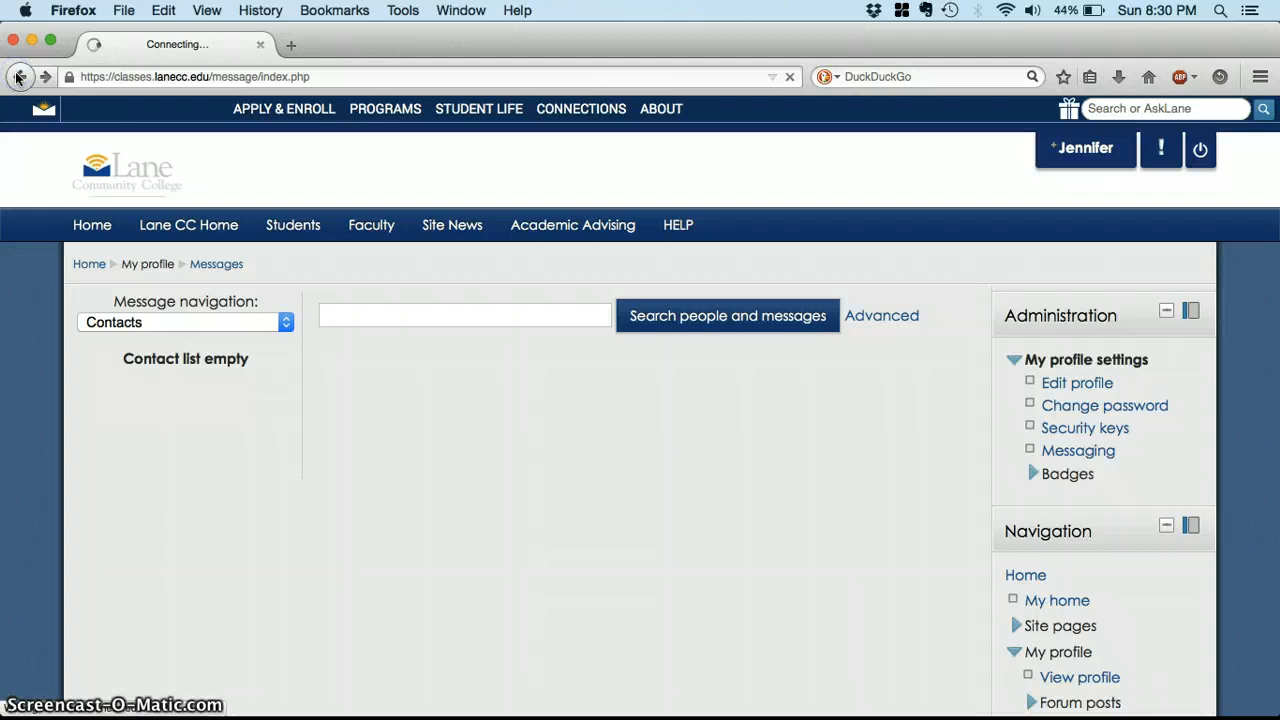 Firefox File Edit View History Bookmarks Tools Window Help 44% Sun 8:30 PM
Connecting...
https://classes.lanecc.edu/message/index.php DuckDuckGo ABP
APPLY & ENROLL PROGRAMS STUDENT LIFE CONNECTIONS ABOUT Search or AskLane
Jennifer !
Lane
Community College
Home Lane CC Home Students Faculty Site News Academic Advising HELP
Home My profile Messages
Message navigation:
Contacts
Contact list empty
Search people and messages Advanced
Administration
My profile settings
Edit profile
Change password
Security keys
Messaging
Badges
Navigation
Home
My home
Site pages
My profile
View profile
Forum posts
Screencast-O-Matic.com